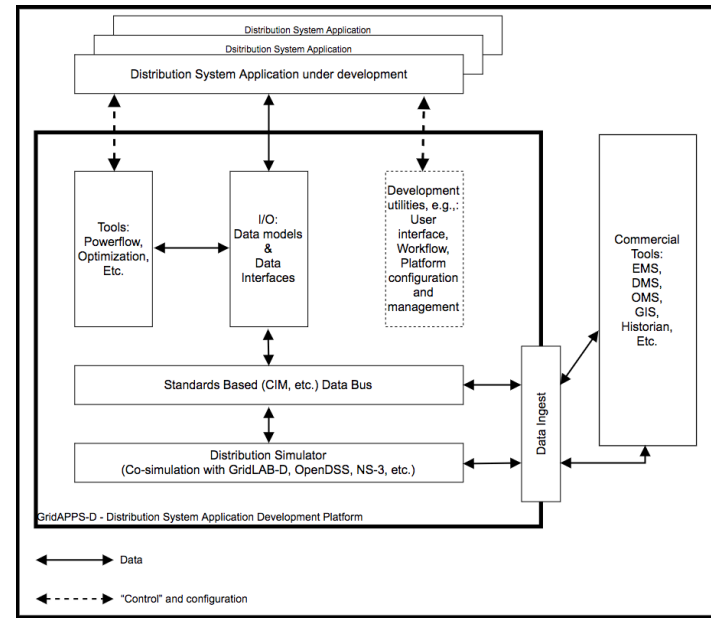 Distribution System Application
Dsitribution System Application
Distribution System Application under development
Tools:
Powerflow,
Optimization,
Etc.
I/O:
Data models
&
Data
Interfaces
Development
utilities, e.g.,:
User
interface,
Workflow,
Platform
configuration
and
management
Commercial
Tools:
EMS,
DMS,
OMS,
GIS,
Historian,
Etc.
Standards Based (CIM, etc.) Data Bus
Data Ingest
Distribution Simulator
(Co-simulation with GridLAB-D, OpenDSS, NS-3, etc.)
GridAPPS-D - Distribution System Application Development Platform
Data
"Control" and configuration